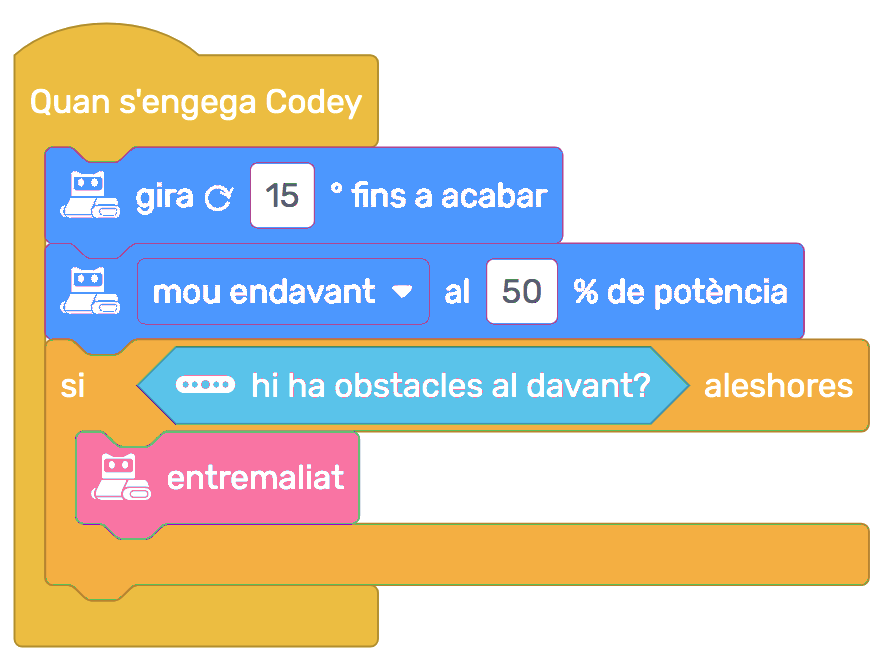 Quan s'engega Codey
gira 15 ° fins a acabar
mou endavant al 50 % de potència
si hi ha obstacles al davant? aleshores
entremaliat